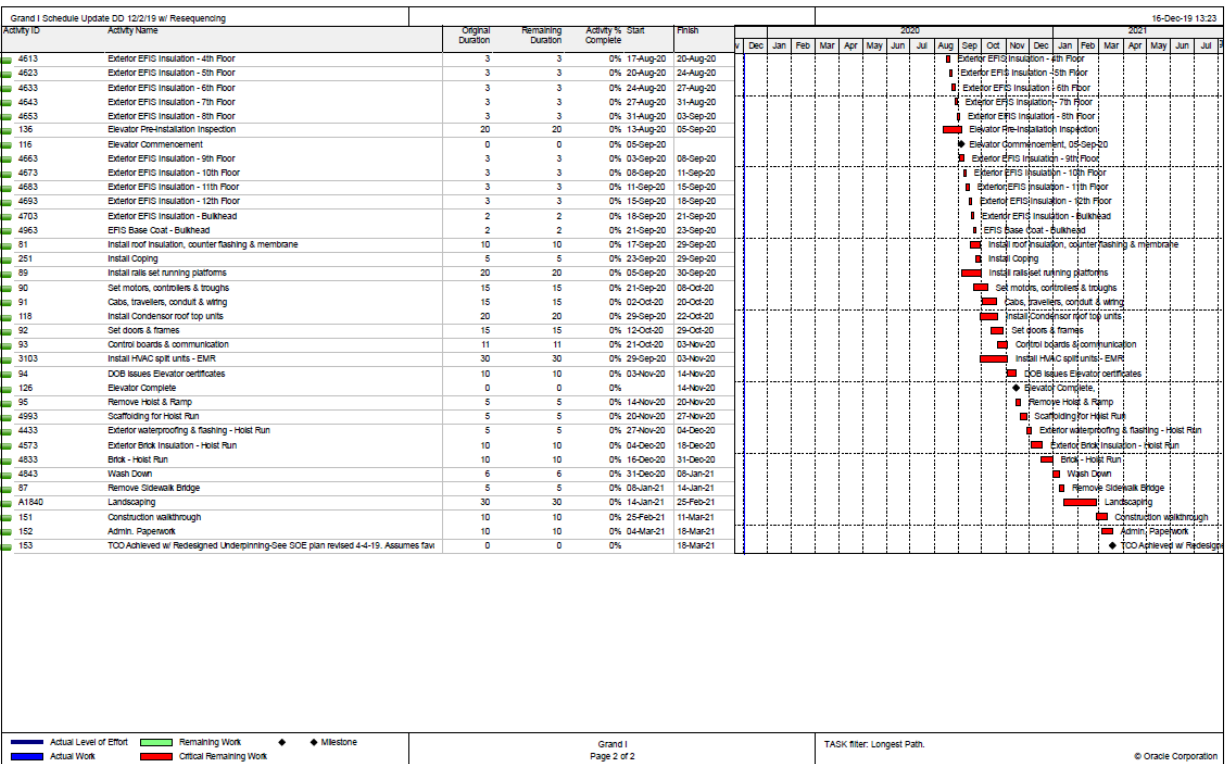 Grand I Schedule Update DD 12/2/19 w/ Resequencing 16-Dec-19 13:23
Activity ID Activity Name Original Duration Remaining Duration Activity % Complete Start Finish 2020 2021
v Dec Jan Feb Mar Apr May Jun Jul Aug Sep Oct Nov Dec Jan Feb Mar Apr May Jun Jul
4613 Exterior EFIS Insulation - 4th Floor 3 3 0% 17-Aug-20 20-Aug-20 Exterior EFIS Insulation - 4th Floor
4623 Exterior EFIS Insulation - 5th Floor 3 3 0% 20-Aug-20 24-Aug-20 Exterior EFIS Insulation - 5th Floor
4633 Exterior EFIS Insulation - 6th Floor 3 3 0% 24-Aug-20 27-Aug-20 Exterior EFIS Insulation - 6th Floor
4643 Exterior EFIS Insulation - 7th Floor 3 3 0% 27-Aug-20 31-Aug-20 Exterior EFIS Insulation - 7th Floor
4653 Exterior EFIS Insulation - 8th Floor 3 3 0% 31-Aug-20 03-Sep-20 Exterior EFIS Insulation - 8th Floor
136 Elevator Pre-Installation Inspection 20 20 0% 13-Aug-20 05-Sep-20 Elevator Pre-Installation Inspection
116 Elevator Commencement 0 0 0% 05-Sep-20 Elevator Commencement, 05-Sep-20
4663 Exterior EFIS Insulation - 9th Floor 3 3 0% 03-Sep-20 08-Sep-20 Exterior EFIS Insulation - 9th Floor
4673 Exterior EFIS Insulation - 10th Floor 3 3 0% 08-Sep-20 11-Sep-20 Exterior EFIS Insulation - 10th Floor
4683 Exterior EFIS Insulation - 11th Floor 3 3 0% 11-Sep-20 15-Sep-20 Exterior EFIS Insulation - 11th Floor
4693 Exterior EFIS Insulation - 12th Floor 3 3 0% 15-Sep-20 18-Sep-20 Exterior EFIS Insulation - 12th Floor
4703 Exterior EFIS Insulation - Bulkhead 2 2 0% 18-Sep-20 21-Sep-20 Exterior EFIS Insulation - Bulkhead
4963 EFIS Base Coat - Bulkhead 2 2 0% 21-Sep-20 23-Sep-20 EFIS Base Coat - Bulkhead
81 Install roof insulation, counter flashing & membrane 10 10 0% 17-Sep-20 29-Sep-20 Install roof insulation, counter flashing & membrane
251 Install Coping 5 5 0% 23-Sep-20 29-Sep-20 Install Coping
89 Install rails set running platforms 20 20 0% 05-Sep-20 30-Sep-20 Install rails set running platforms
90 Set motors, controllers & troughs 15 15 0% 21-Sep-20 08-Oct-20 Set motors, controllers & troughs
91 Cabs, travellers, conduit & wiring 15 15 0% 02-Oct-20 20-Oct-20 Cabs, travellers, conduit & wiring
118 Install Condensor roof top units 20 20 0% 29-Sep-20 22-Oct-20 Install Condensor roof top units
92 Set doors & frames 15 15 0% 12-Oct-20 29-Oct-20 Set doors & frames
93 Control boards & communication 11 11 0% 21-Oct-20 03-Nov-20 Control boards & communication
3103 Install HVAC split units - EMR 30 30 0% 29-Sep-20 03-Nov-20 Install HVAC split units - EMR
94 DOB Issues Elevator certificates 10 10 0% 03-Nov-20 14-Nov-20 DOB Issues Elevator certificates
126 Elevator Complete 0 0 0% 14-Nov-20 Elevator Complete,
95 Remove Hoist & Ramp 5 5 0% 14-Nov-20 20-Nov-20 Remove Hoist & Ramp
4993 Scaffolding for Hoist Run 5 5 0% 20-Nov-20 27-Nov-20 Scaffolding for Hoist Run
4433 Exterior waterproofing & flashing - Hoist Run 5 5 0% 27-Nov-20 04-Dec-20 Exterior waterproofing & flashing - Hoist Run
4573 Exterior Brick Insulation - Hoist Run 10 10 0% 04-Dec-20 18-Dec-20 Exterior Brick Insulation - Hoist Run
4833 Brick - Hoist Run 10 10 0% 16-Dec-20 31-Dec-20 Brick - Hoist Run
4843 Wash Down 6 6 0% 31-Dec-20 08-Jan-21 Wash Down
87 Remove Sidewalk Bridge 5 5 0% 08-Jan-21 14-Jan-21 Remove Sidewalk Bridge
A1840 Landscaping 30 30 0% 14-Jan-21 25-Feb-21 Landscaping
151 Construction walkthrough 10 10 0% 25-Feb-21 11-Mar-21 Construction walkthrough
152 Admin. Paperwork 10 10 0% 04-Mar-21 18-Mar-21 Admin. Paperwork
153 TCO Achieved w/ Redesigned Underpinning-See SOE plan revised 4-4-19. Assumes favo 0 0 0% 18-Mar-21 TCO Achieved w/ Redesigne
Actual Level of Effort Remaining Work Milestone
Actual Work Critical Remaining Work
Grand I
Page 2 of 2
TASK filter: Longest Path.
© Oracle Corporation